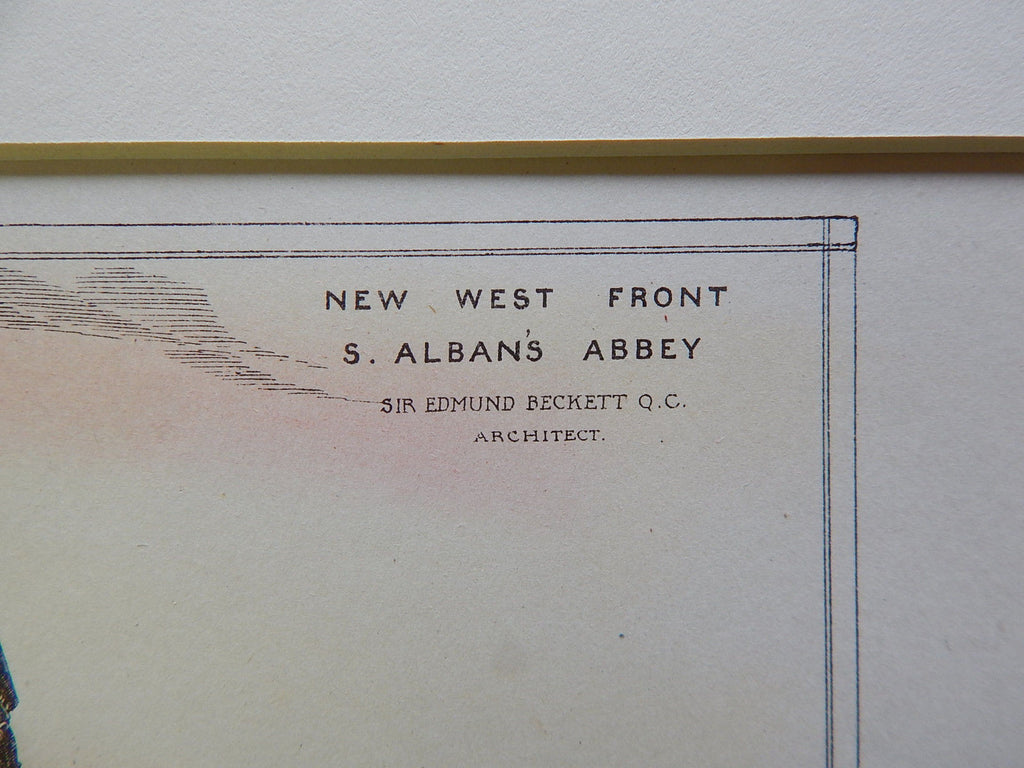 NEW WEST FRONT
S. ALBAN'S ABBEY
SIR EDMUND BECKETT Q.C.
ARCHITECT.